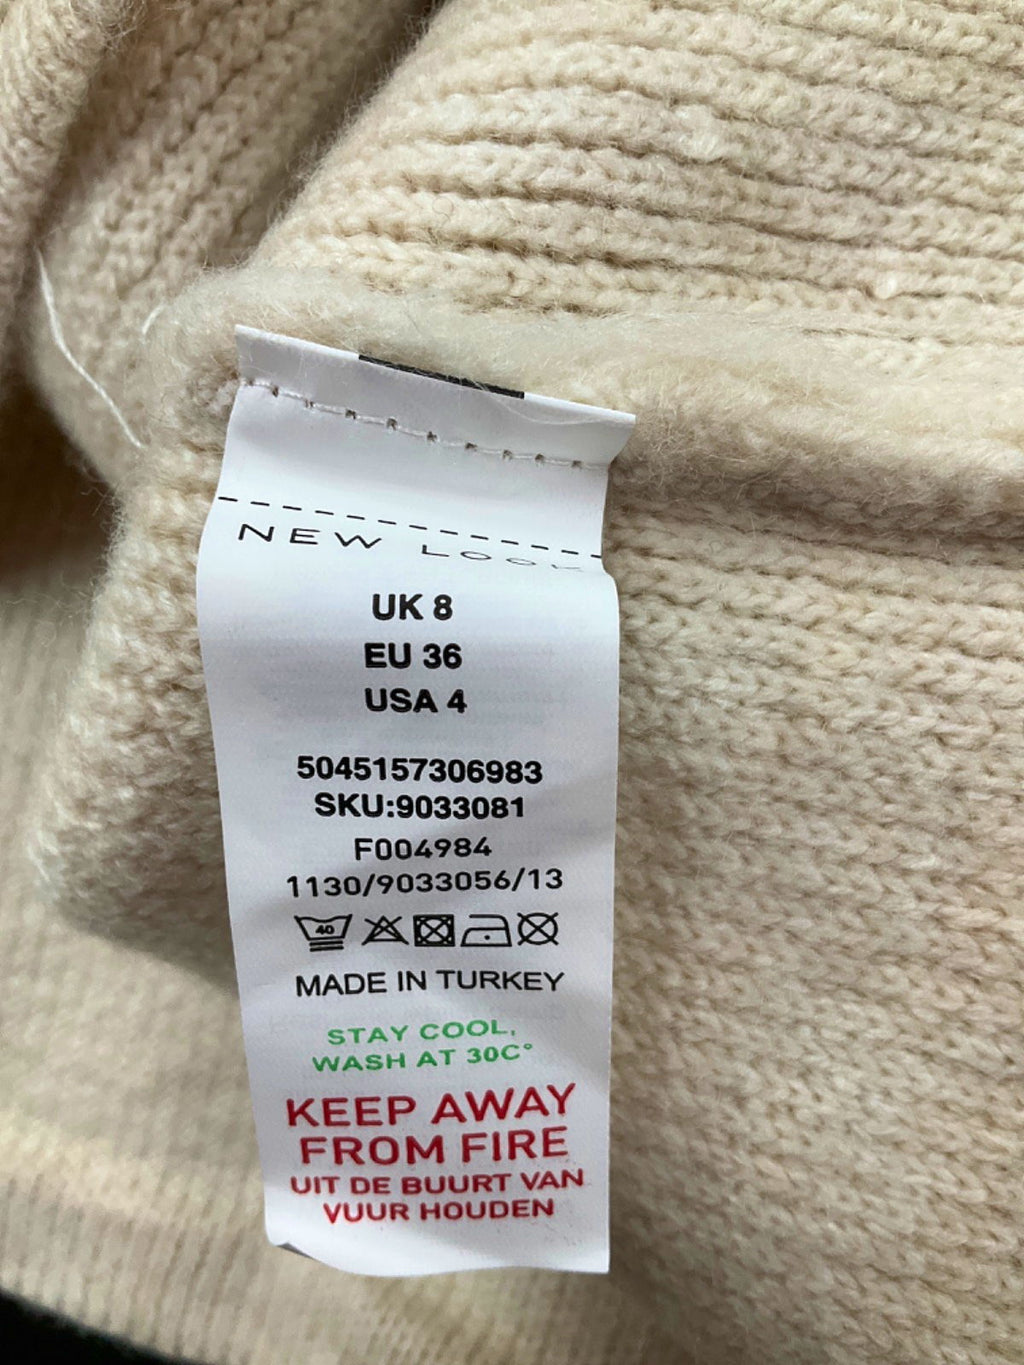 NEW LOOK
UK 8
EU 36
USA 4
5045157306983
SKU:9033081
F004984
1130/9033056/13
40
MADE IN TURKEY
STAY COOL,
WASH AT 30C°
KEEP AWAY
FROM FIRE
UIT DE BUURT VAN
VUUR HOUDEN